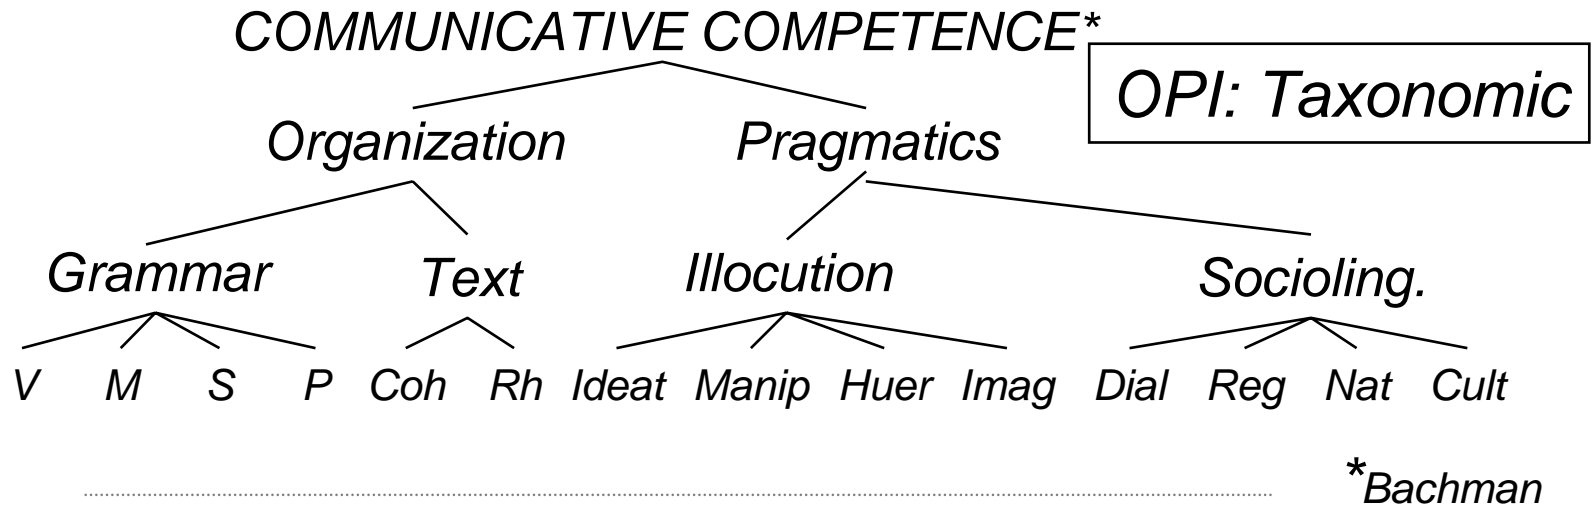 COMMUNICATIVE COMPETENCE*
OPI: Taxonomic
Organization Pragmatics
Grammar Text Illocution Socioling.
V M S P Coh Rh Ideat Manip Huer Imag Dial Reg Nat Cult
*Bachman